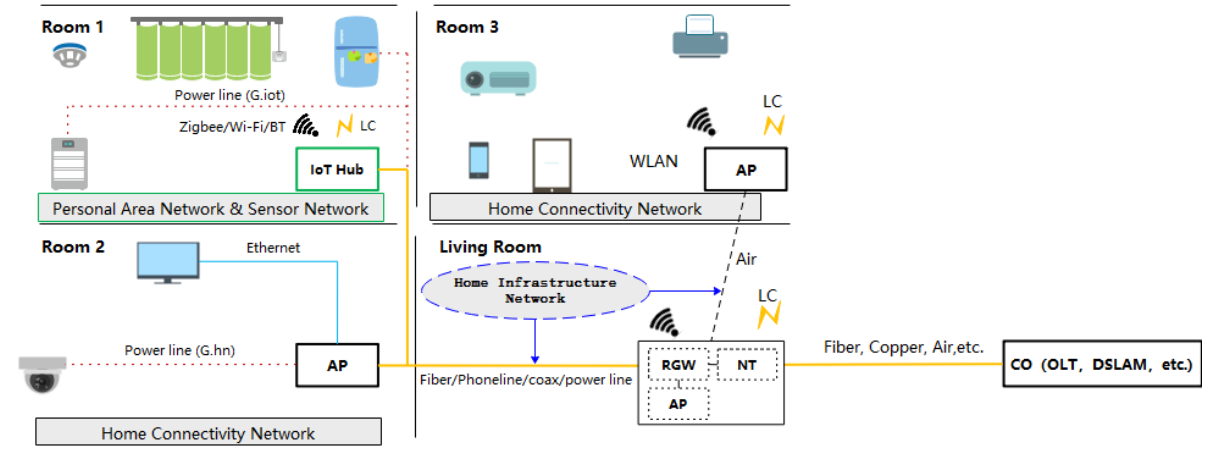 Room 1
Power line (G.iot)
Zigbee/Wi-Fi/BT
LC
IoT Hub
Personal Area Network & Sensor Network
Room 3
LC
WLAN
AP
Home Connectivity Network
Room 2
Ethernet
Power line (G.hn)
AP
Home Connectivity Network
Living Room
Home Infrastructure
Network
Air
LC
Fiber/Phoneline/coax/power line
RGW
NT
AP
Fiber, Copper, Air,etc.
CO (OLT, DSLAM, etc.)